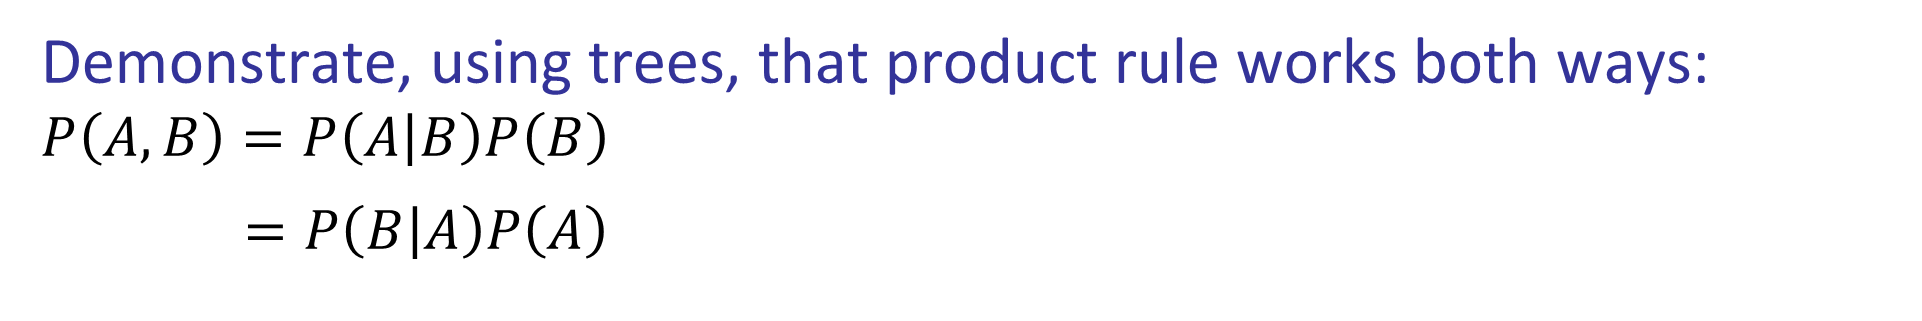 Demonstrate, using trees, that product rule works both ways:
P(A, B) = P(A|B)P(B)
= P(B|A)P(A)